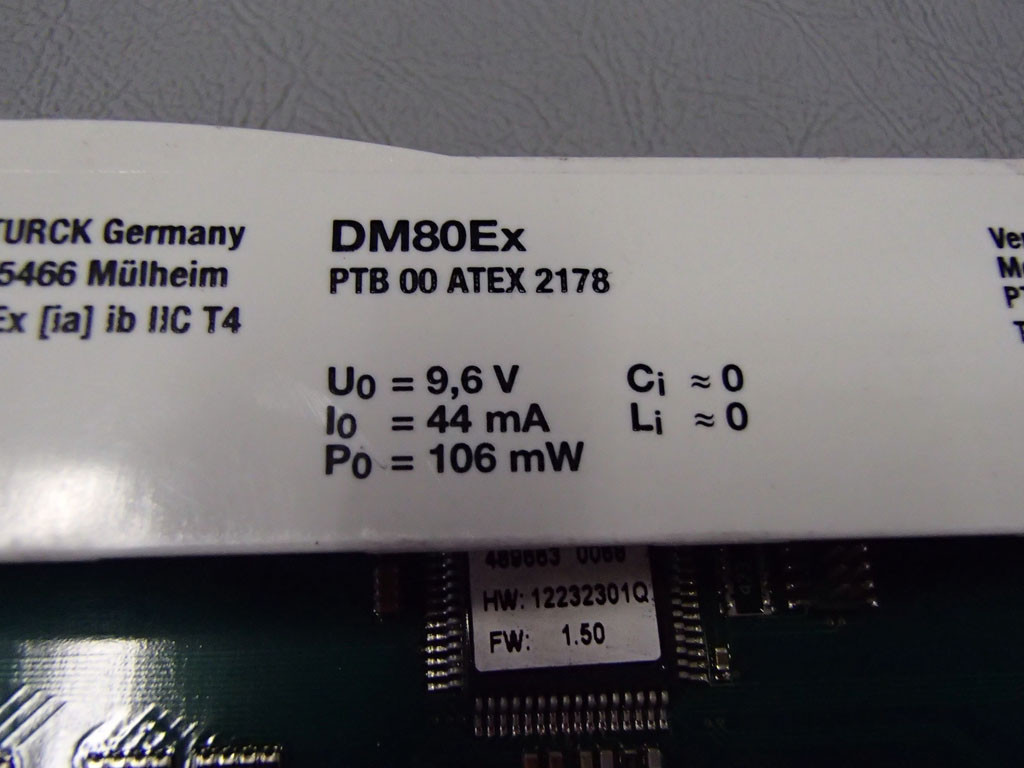 TURCK Germany
5466 Mülheim
Ex [ia] ib IIC T4
DM80Ex
PTB 00 ATEX 2178
U0 = 9,6 V
I0 = 44 mA
P0 = 106 mW
Ci ≈ 0
Li ≈ 0
HW: 12232301Q
FW: 1.50